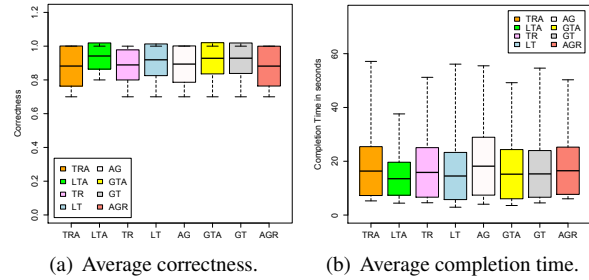 Correctness
0.0 0.2 0.4 0.6 0.8 1.0 1.2
TRA AG
LTA GTA
TR GT
LT AGR
TRA LTA TR LT AG GTA GT AGR
(a) Average correctness.
Completion Time in seconds
0 20 40 60
TRA AG
LTA GTA
TR GT
LT AGR
TRA LTA TR LT AG GTA GT AGR
(b) Average completion time.